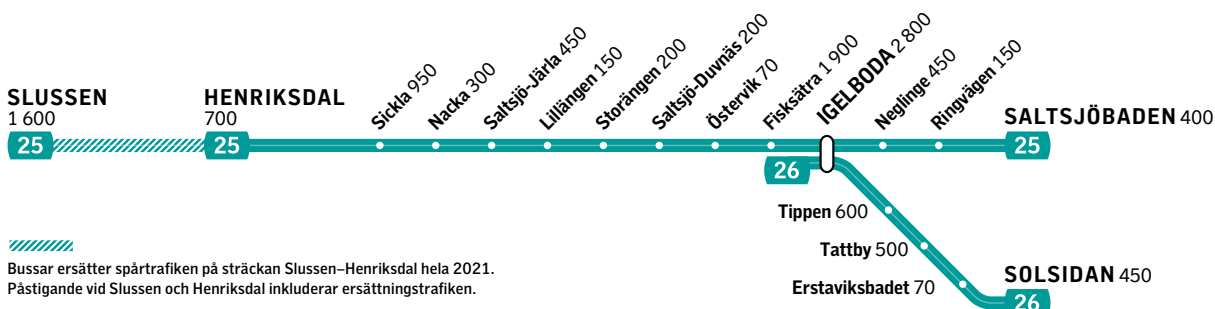 SLUSSEN
1 600
25
HENRIKSDAL
700
25
Sickla 950
Nacka 300
Saltsjö-Järla 450
Lillängen 150
Storängen 200
Saltsjö-Duvnäs 200
Östervik 70
Fisksätra 1 900
IGELBODA 2 800
Neglinge 450
Ringvägen 150
SALTSJÖBADEN 400
25
26
Tippen 600
Tattby 500
Erstaviksbadet 70
SOLSIDAN 450
26
Bussar ersätter spårtrafiken på sträckan Slussen–Henriksdal hela 2021.
Påstigande vid Slussen och Henriksdal inkluderar ersättningstrafiken.